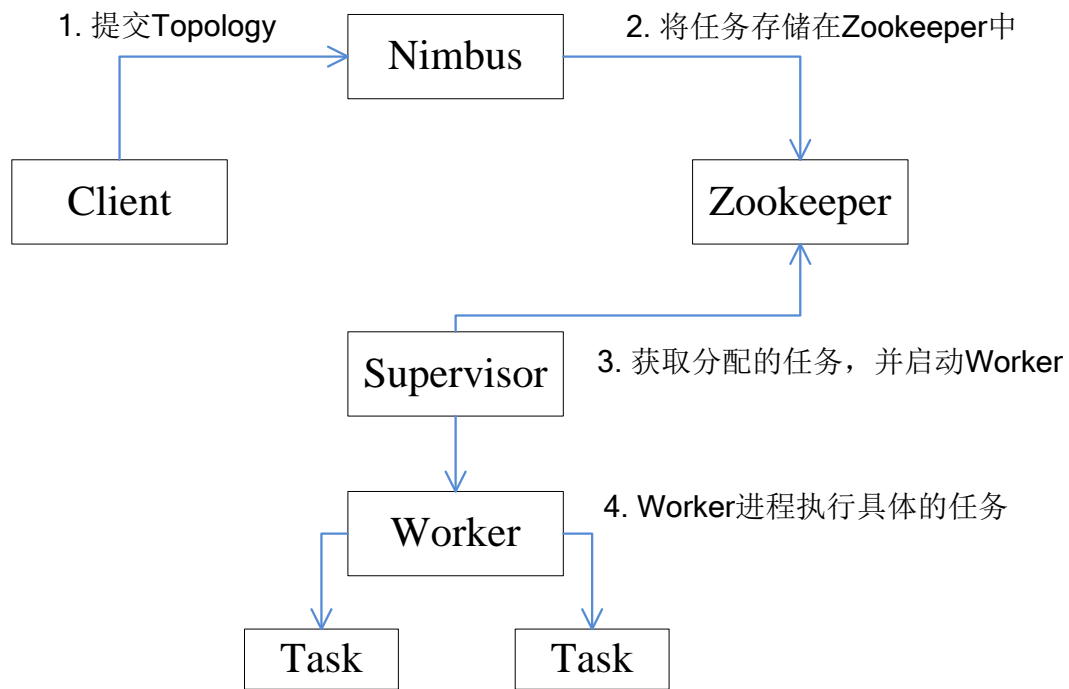 1. 提交Topology
2. 将任务存储在Zookeeper中
Nimbus
Client
Zookeeper
Supervisor
3. 获取分配的任务，并启动Worker
Worker
4. Worker进程执行具体的任务
Task
Task